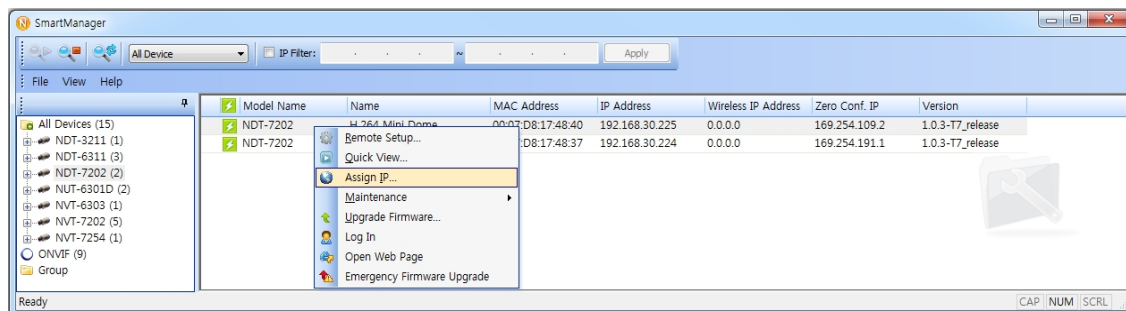 SmartManager
All Device
IP Filter: . . . ~ . . . Apply
File View Help
Model Name Name MAC Address IP Address Wireless IP Address Zero Conf. IP Version
All Devices (15)
NDT-3211 (1)
NDT-6311 (3)
NDT-7202 (2)
NUT-6301D (2)
NVT-6303 (1)
NVT-7202 (5)
NVT-7254 (1)
ONVIF (9)
Group
NDT-7202 H.264 Mini Dome 00:07:D8:17:48:40 192.168.30.225 0.0.0.0 169.254.109.2 1.0.3-T7_release
NDT-7202 :D8:17:48:37 192.168.30.224 0.0.0.0 169.254.191.1 1.0.3-T7_release
Remote Setup...
Quick View...
Assign IP...
Maintenance
Upgrade Firmware...
Log In
Open Web Page
Emergency Firmware Upgrade
Ready CAP NUM SCRL